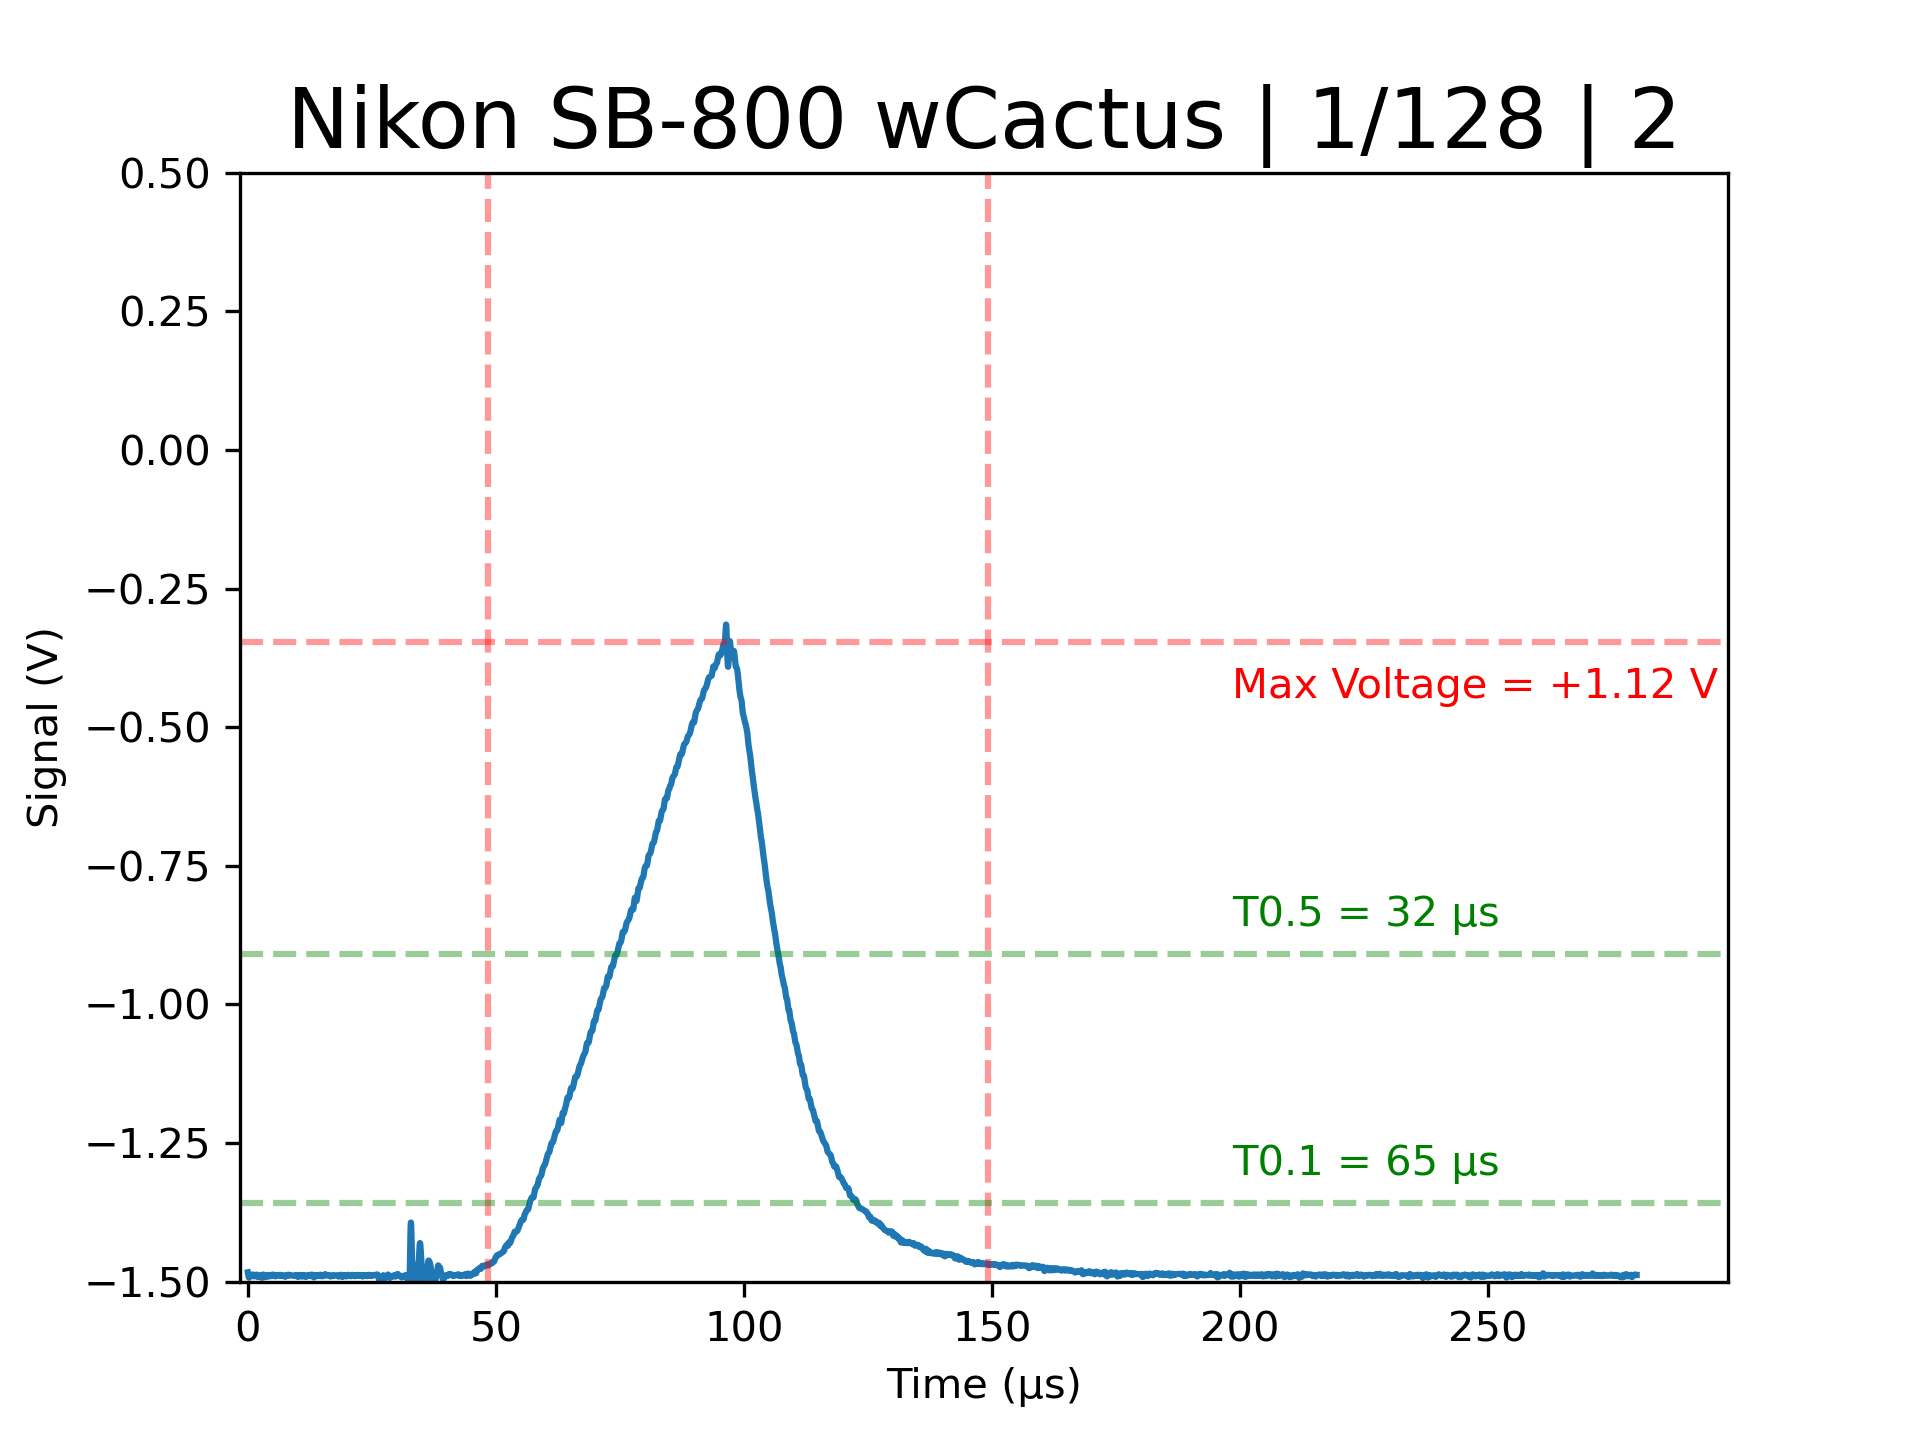 Nikon SB-800 wCactus | 1/128 | 2
0.50
0.25
0.00
−0.25
−0.50
−0.75
−1.00
−1.25
−1.50
Signal (V)
Max Voltage = +1.12 V
T0.5 = 32 µs
T0.1 = 65 µs
0 50 100 150 200 250
Time (µs)